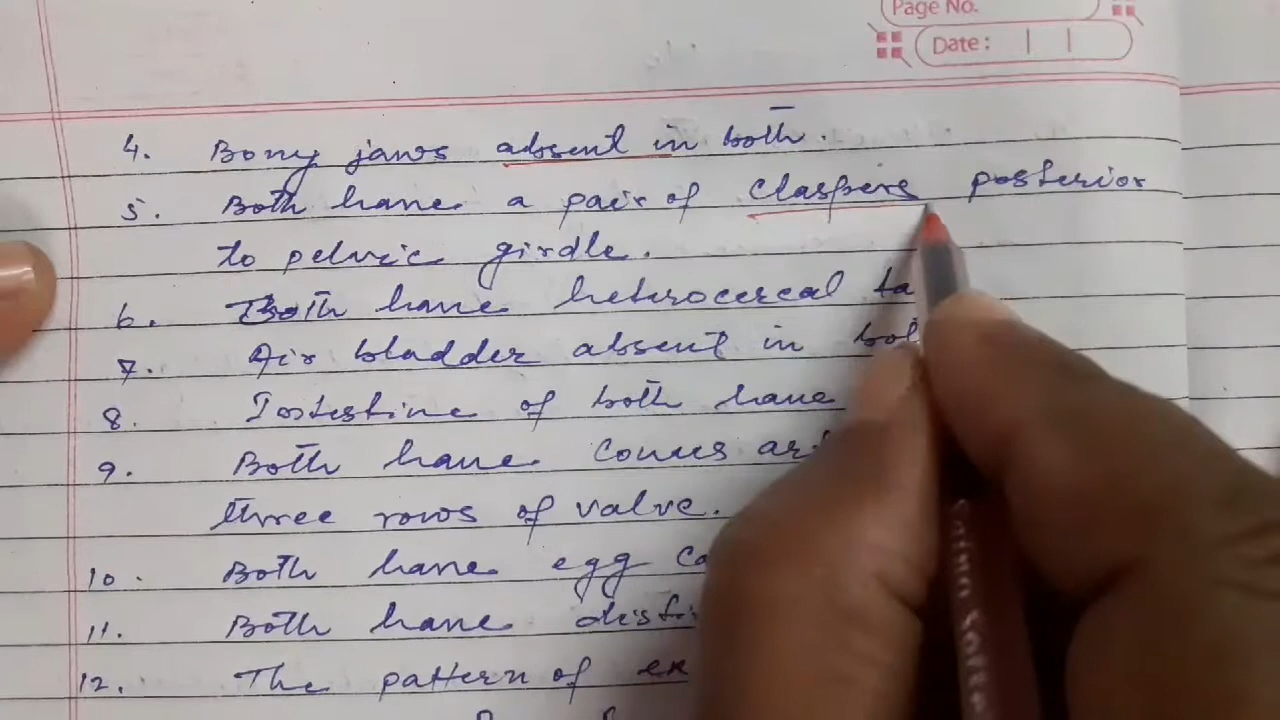 Page No.
Date :
4. Bony jaws absent in both.
5. Both have a pair of claspers posterior
to pelvic girdle.
6. Both have heterocercal ta
7. Air bladder absent in bot
8. Intestine of both have
9. Both have conus ar
three rows of valve.
10. Both have egg ca
11. Both have disti
12. The pattern of ex